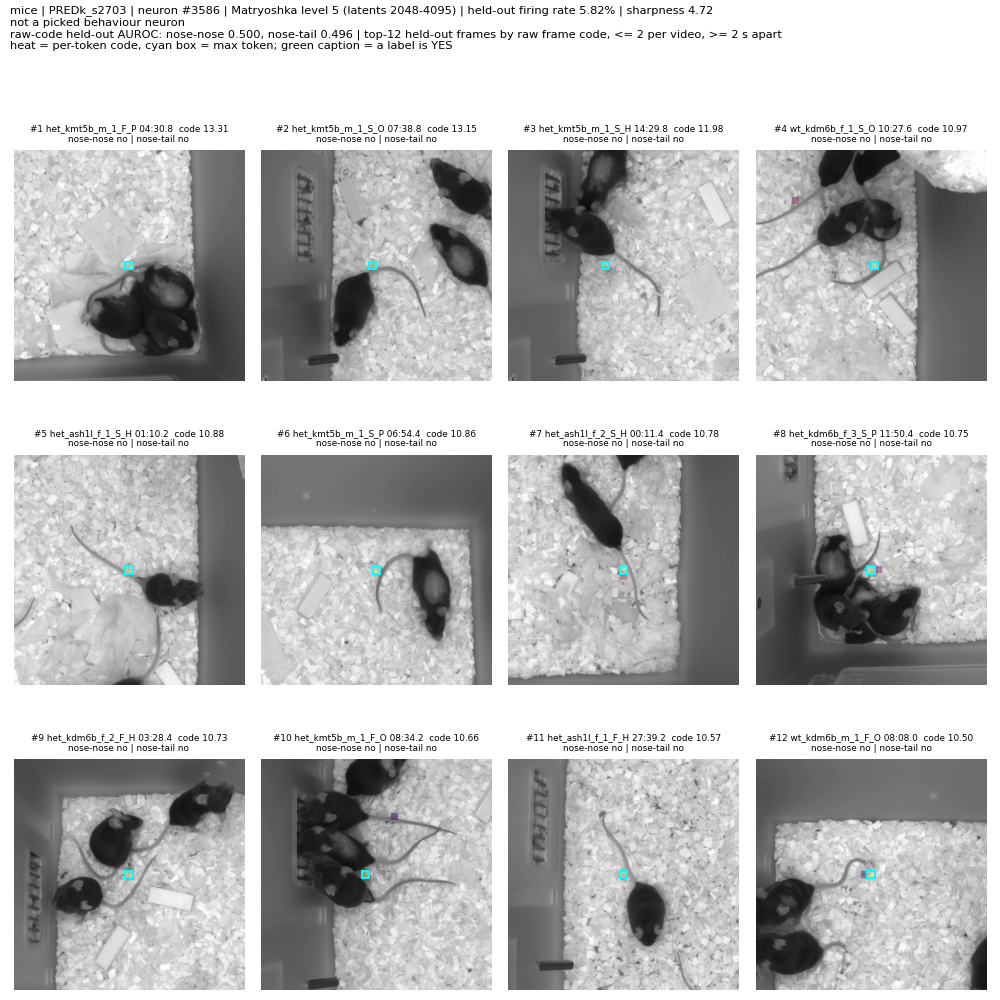 mice | PREDk_s2703 | neuron #3586 | Matryoshka level 5 (latents 2048-4095) | held-out firing rate 5.82% | sharpness 4.72
not a picked behaviour neuron
raw-code held-out AUROC: nose-nose 0.500, nose-tail 0.496 | top-12 held-out frames by raw frame code, <= 2 per video, >= 2 s apart
heat = per-token code, cyan box = max token; green caption = a label is YES
#1 het_kmt5b_m_1_F_P 04:30.8 code 13.31
nose-nose no | nose-tail no
#2 het_kmt5b_m_1_S_O 07:38.8 code 13.15
nose-nose no | nose-tail no
#3 het_kmt5b_m_1_S_H 14:29.8 code 11.98
nose-nose no | nose-tail no
#4 wt_kdm6b_f_1_S_O 10:27.6 code 10.97
nose-nose no | nose-tail no
#5 het_ash1l_f_1_S_H 01:10.2 code 10.88
nose-nose no | nose-tail no
#6 het_kmt5b_m_1_S_P 06:54.4 code 10.86
nose-nose no | nose-tail no
#7 het_ash1l_f_2_S_H 00:11.4 code 10.78
nose-nose no | nose-tail no
#8 het_kdm6b_f_3_S_P 11:50.4 code 10.75
nose-nose no | nose-tail no
#9 het_kdm6b_f_2_F_H 03:28.4 code 10.73
nose-nose no | nose-tail no
#10 het_kmt5b_m_1_F_O 08:34.2 code 10.66
nose-nose no | nose-tail no
#11 het_ash1l_f_1_F_H 27:39.2 code 10.57
nose-nose no | nose-tail no
#12 wt_kdm6b_m_1_F_O 08:08.0 code 10.50
nose-nose no | nose-tail no